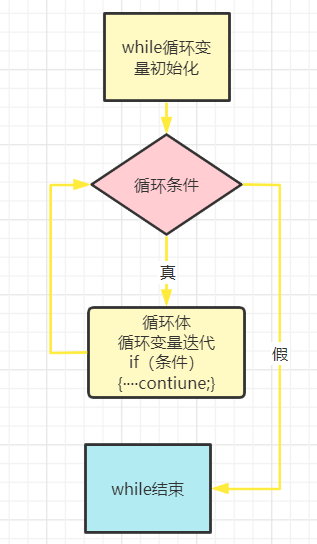 while循环变
量初始化
循环条件
真
循环体
循环变量迭代
if（条件）
{····contiune;}
假
while结束